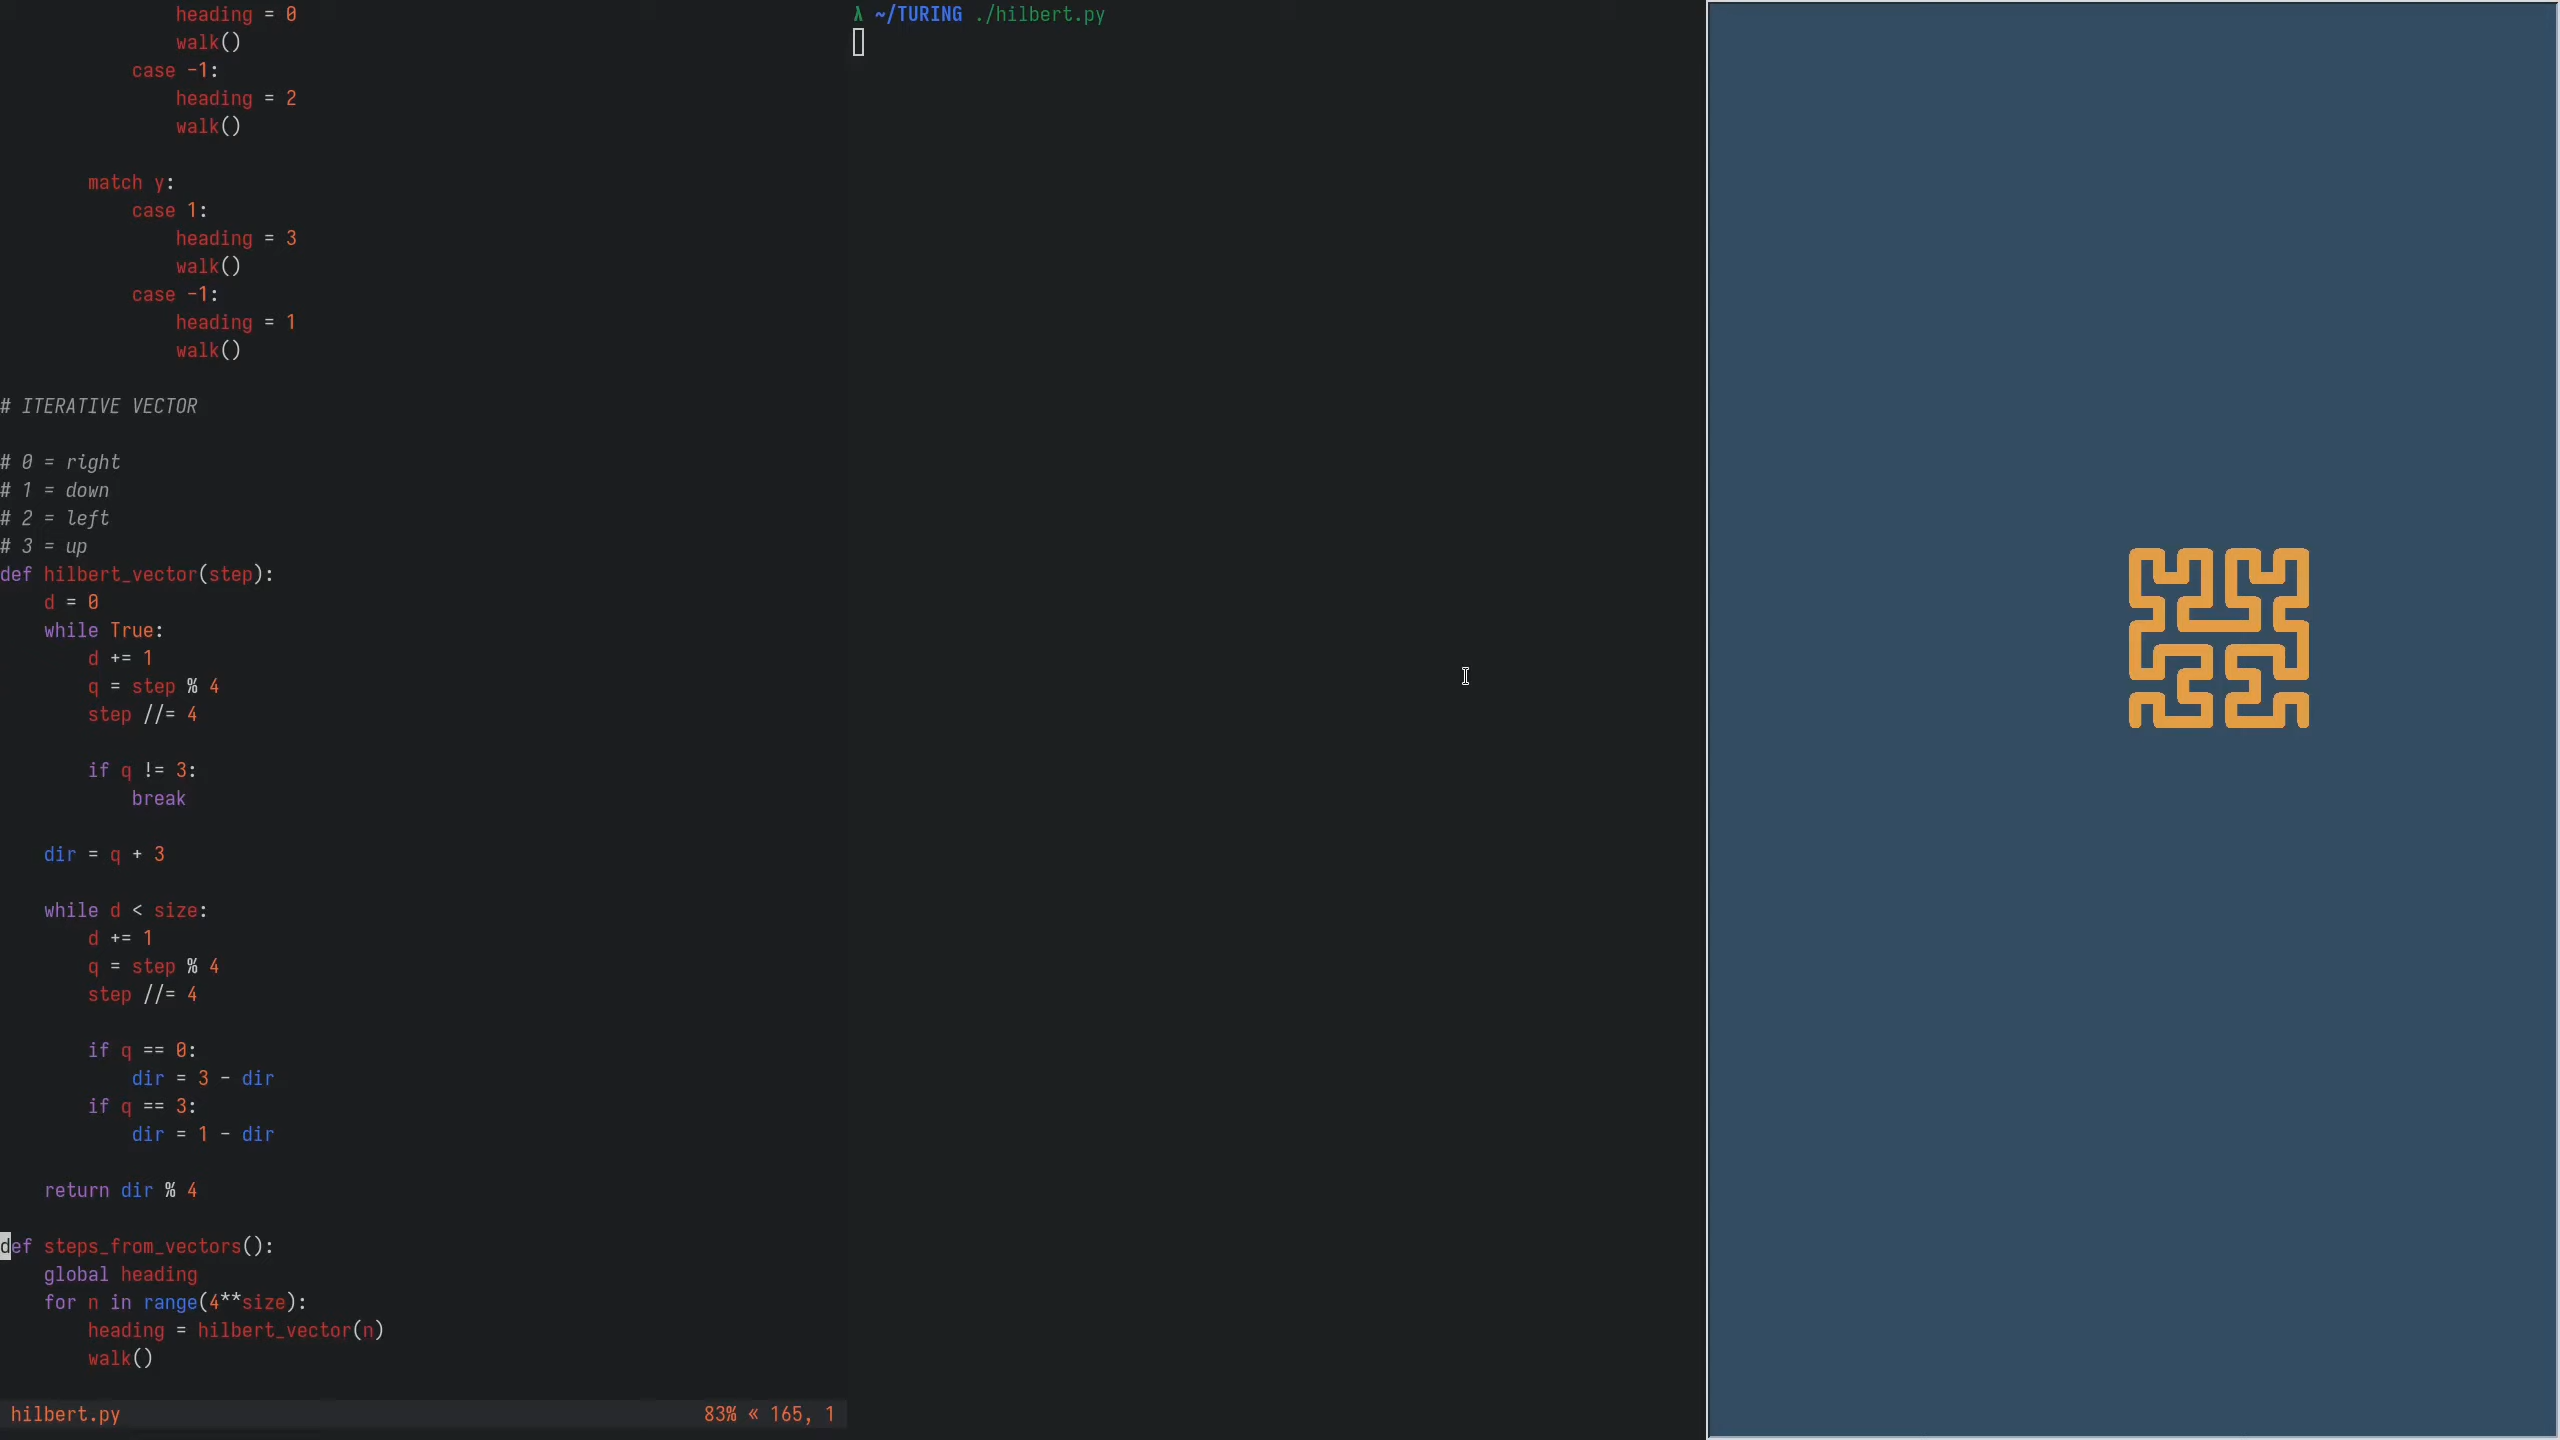 heading = 0
walk()
case -1:
heading = 2
walk()
match y:
case 1:
heading = 3
walk()
case -1:
heading = 1
walk()
# ITERATIVE VECTOR
# 0 = right
# 1 = down
# 2 = left
# 3 = up
def hilbert_vector(step):
d = 0
while True:
d += 1
q = step % 4
step //= 4
if q != 3:
break
dir = q + 3
while d < size:
d += 1
q = step % 4
step //= 4
if q == 0:
dir = 3 - dir
if q == 3:
dir = 1 - dir
return dir % 4
def steps_from_vectors():
global heading
for n in range(4**size):
heading = hilbert_vector(n)
walk()
hilbert.py 83% « 165, 1
λ ~/TURING ./hilbert.py